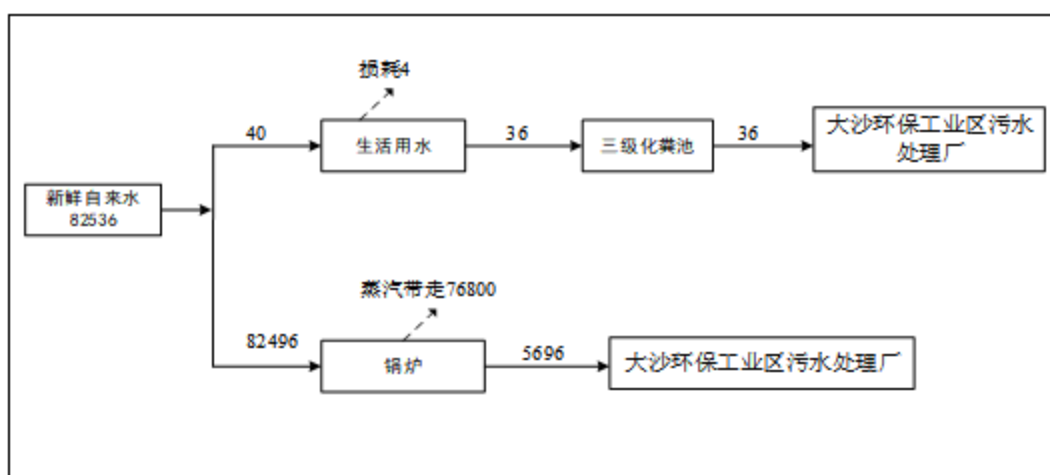 损耗4
40
生活用水
36
三级化粪池
36
大沙环保工业区污水
处理厂
新鲜自来水
82536
蒸汽带走76800
82496
锅炉
5696
大沙环保工业区污水处理厂